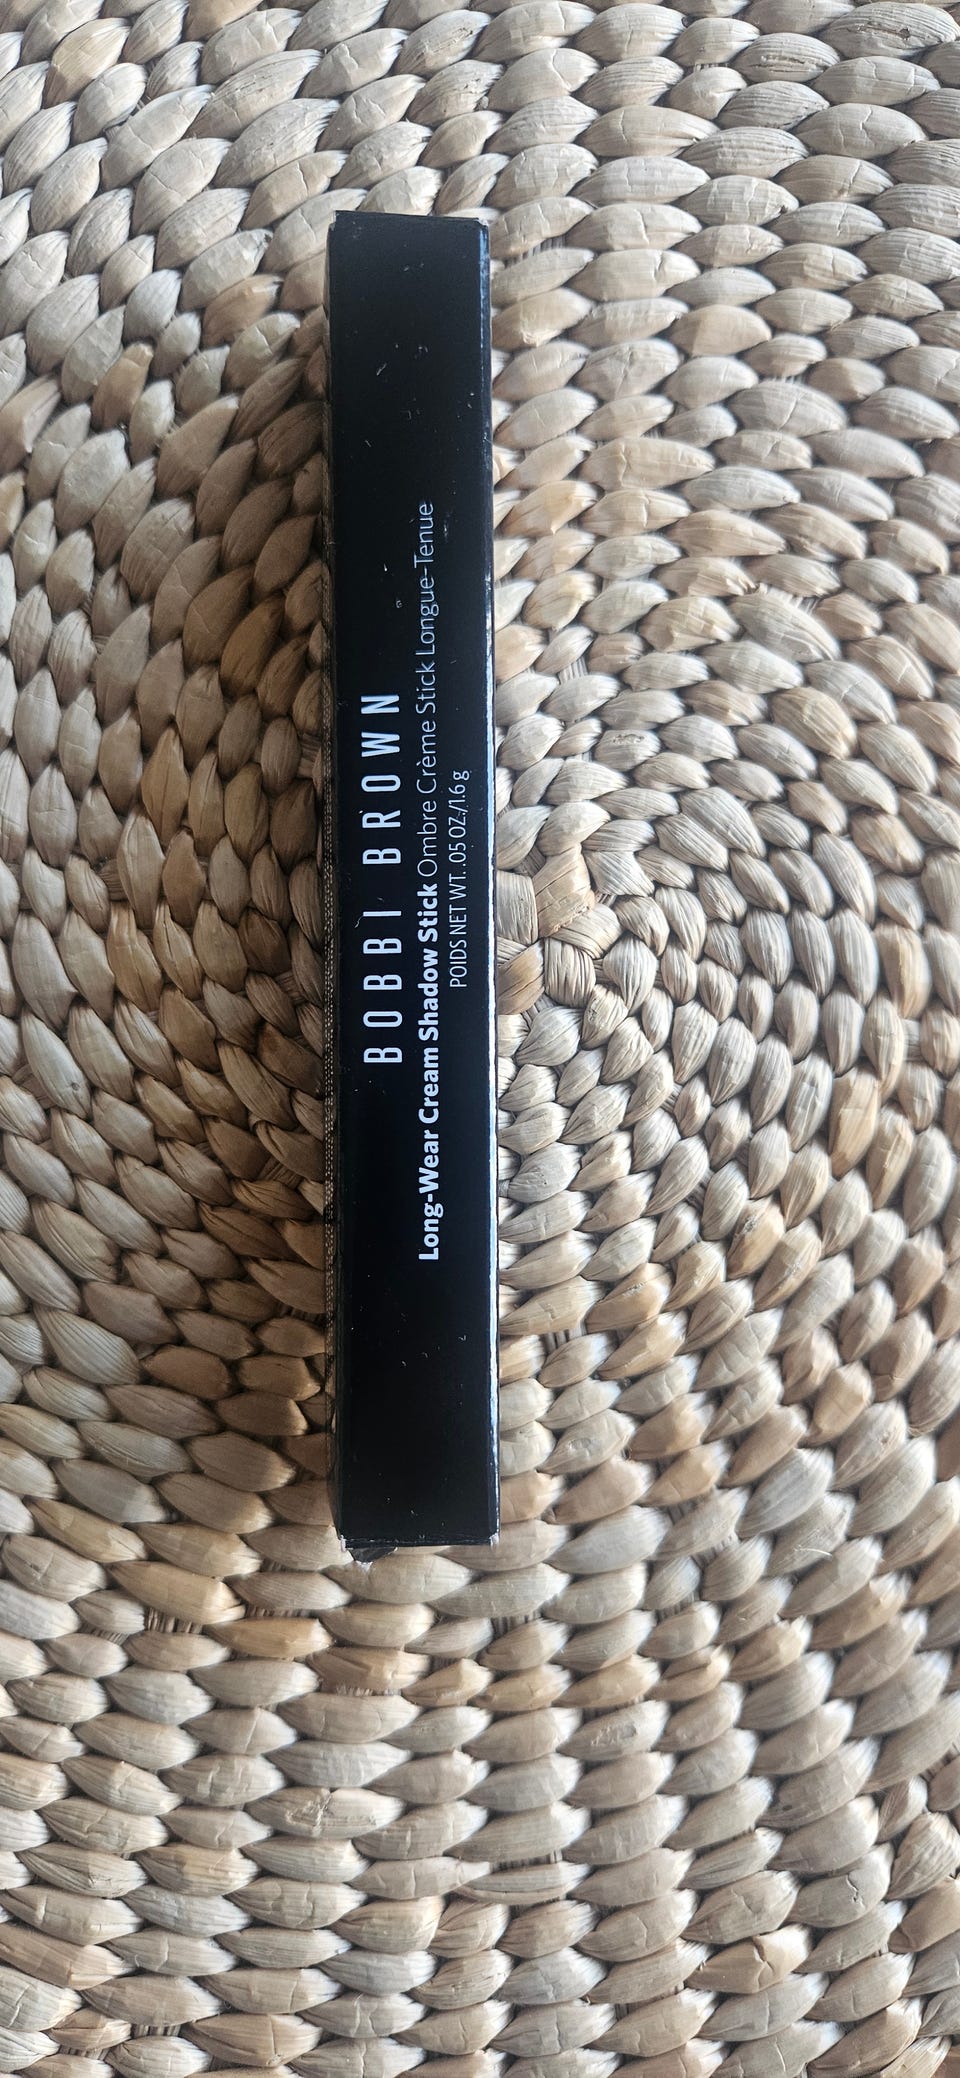 BOBBI BROWN
Long-Wear Cream Shadow Stick Ombre Crème Stick Longue-Tenue
POIDS NET WT. .05 OZ./1.6 g